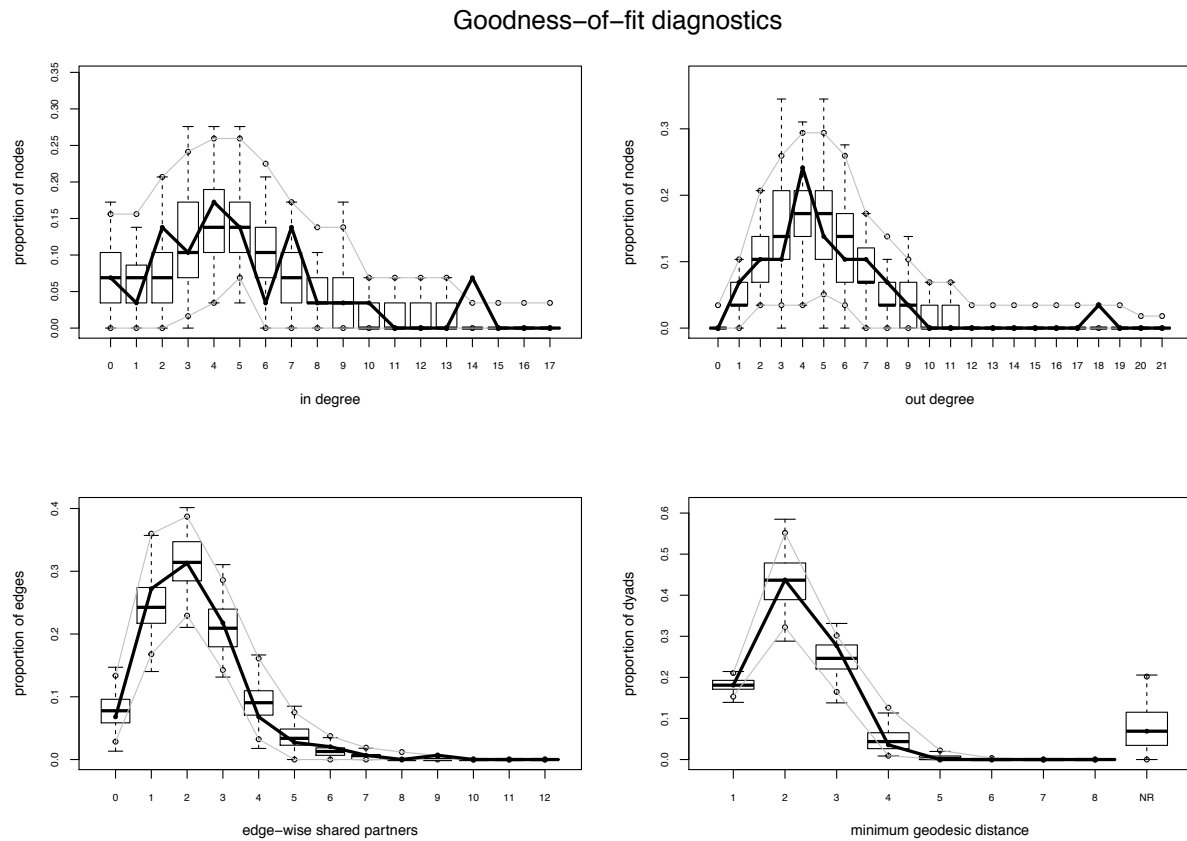 Goodness−of−fit diagnostics
proportion of nodes
0.00 0.05 0.10 0.15 0.20 0.25 0.30 0.35
0 1 2 3 4 5 6 7 8 9 10 11 12 13 14 15 16 17
in degree
proportion of nodes
0.0 0.1 0.2 0.3
0 1 2 3 4 5 6 7 8 9 10 11 12 13 14 15 16 17 18 19 20 21
out degree
proportion of edges
0.0 0.1 0.2 0.3 0.4
0 1 2 3 4 5 6 7 8 9 10 11 12
edge−wise shared partners
proportion of dyads
0.0 0.1 0.2 0.3 0.4 0.5 0.6
1 2 3 4 5 6 7 8 NR
minimum geodesic distance